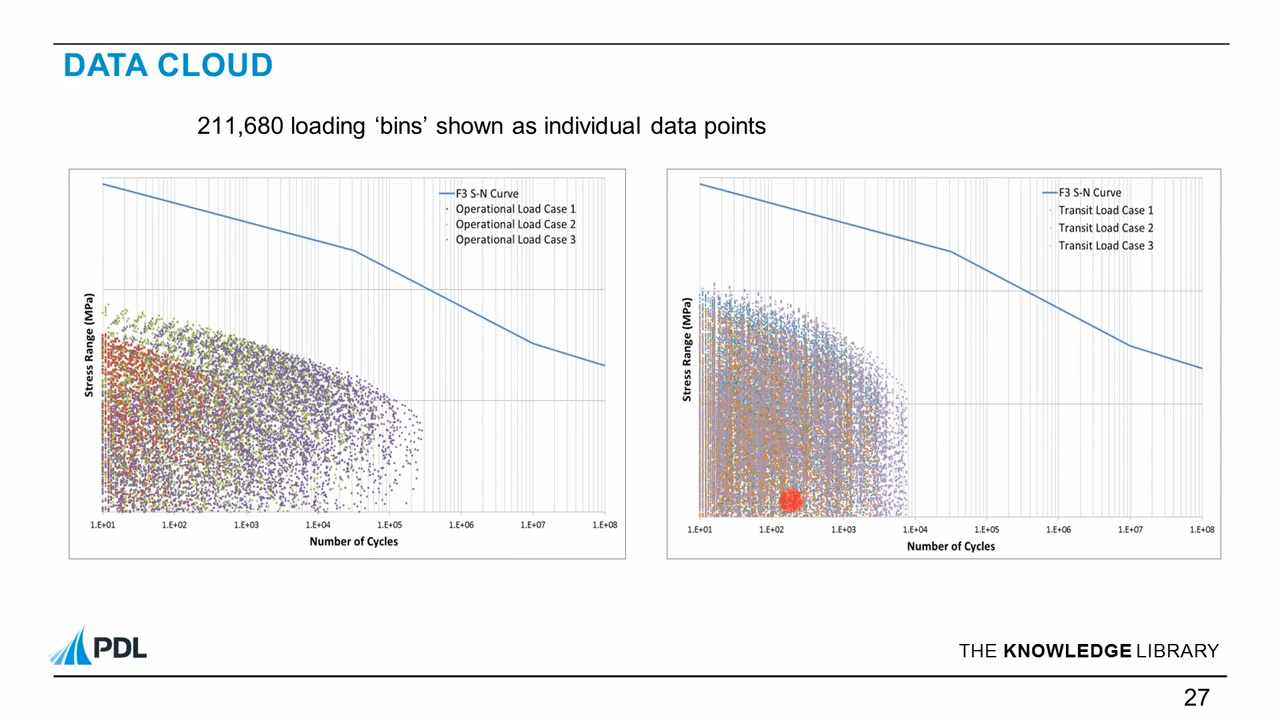 DATA CLOUD
211,680 loading ‘bins’ shown as individual data points
F3 S-N Curve
Operational Load Case 1
Operational Load Case 2
Operational Load Case 3
Stress Range (MPa)
1.E+01 1.E+02 1.E+03 1.E+04 1.E+05 1.E+06 1.E+07 1.E+08
Number of Cycles
F3 S-N Curve
Transit Load Case 1
Transit Load Case 2
Transit Load Case 3
Stress Range (MPa)
1.E+01 1.E+02 1.E+03 1.E+04 1.E+05 1.E+06 1.E+07 1.E+08
Number of Cycles
PDL
THE KNOWLEDGE LIBRARY
27